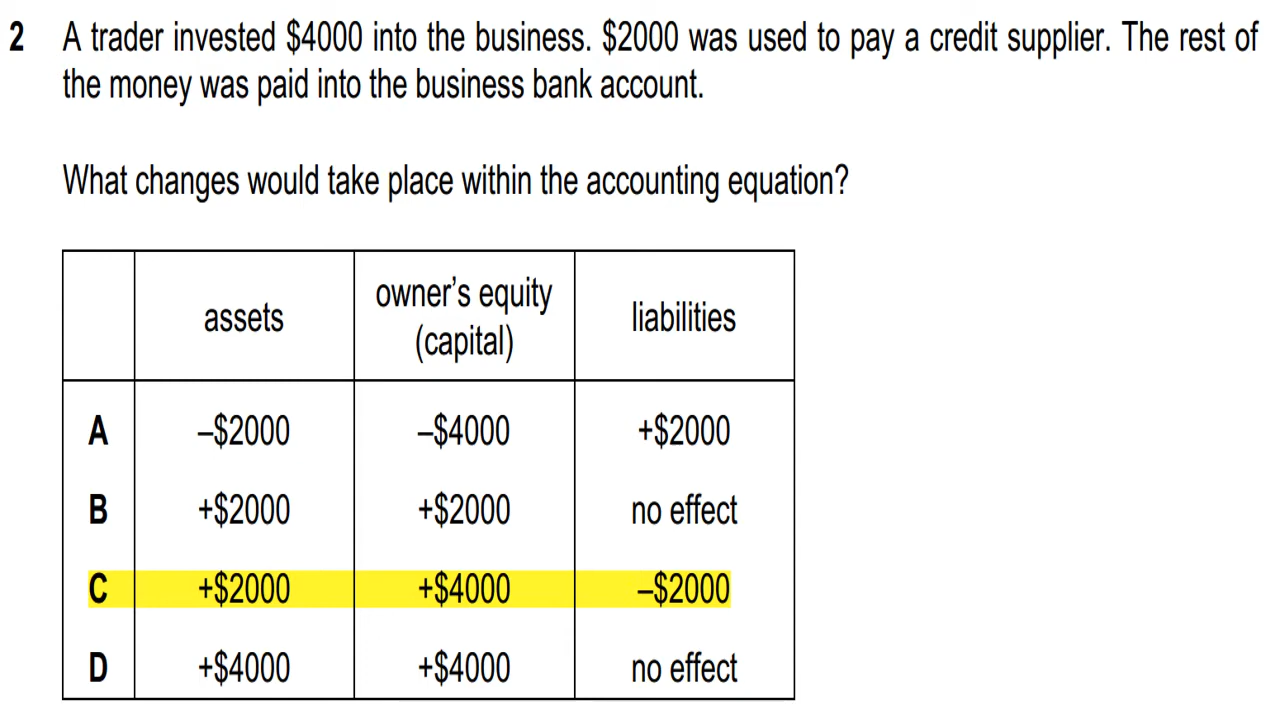 2 A trader invested $4000 into the business. $2000 was used to pay a credit supplier. The rest of
the money was paid into the business bank account.
What changes would take place within the accounting equation?
assets owner’s equity (capital) liabilities
A –$2000 –$4000 +$2000
B +$2000 +$2000 no effect
C +$2000 +$4000 –$2000
D +$4000 +$4000 no effect